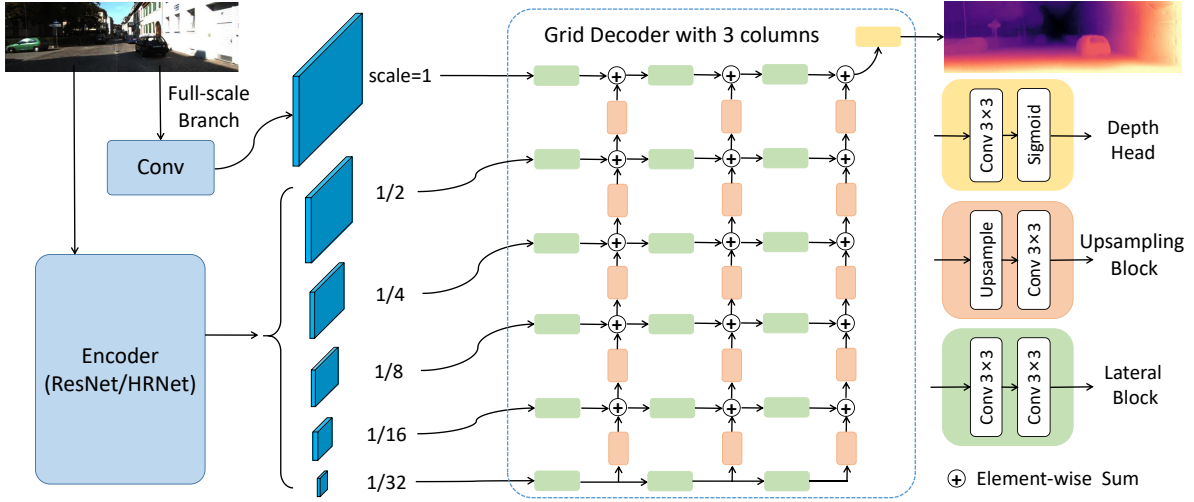 Grid Decoder with 3 columns
scale=1
Full-scale
Branch
Conv
1/2
1/4
1/8
1/16
1/32
Encoder
(ResNet/HRNet)
Conv 3×3
Sigmoid
Depth
Head
Upsample
Conv 3×3
Upsampling
Block
Conv 3×3
Conv 3×3
Lateral
Block
Element-wise Sum